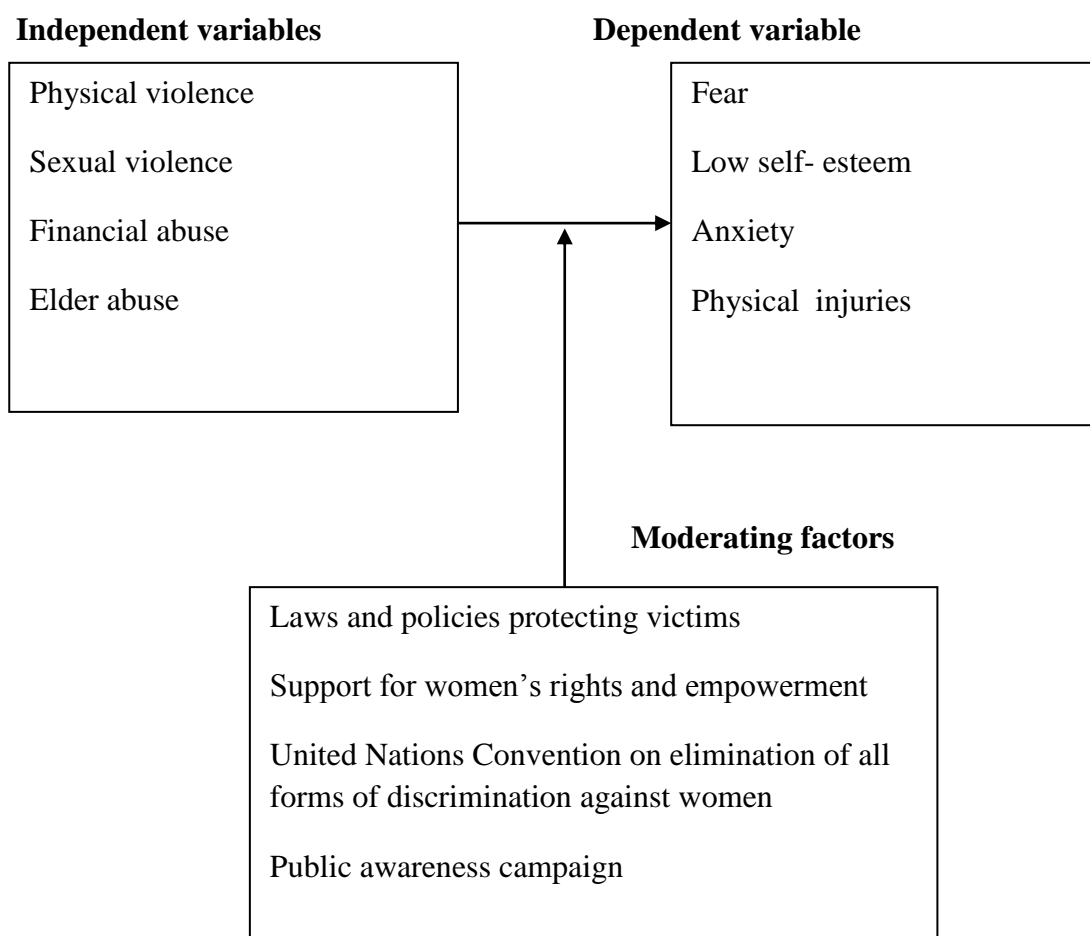 Independent variables
Dependent variable
Physical violence
Sexual violence
Financial abuse
Elder abuse
Fear
Low self- esteem
Anxiety
Physical  injuries
Moderating factors
Laws and policies protecting victims
Support for women’s rights and empowerment
United Nations Convention on elimination of all
forms of discrimination against women
Public awareness campaign